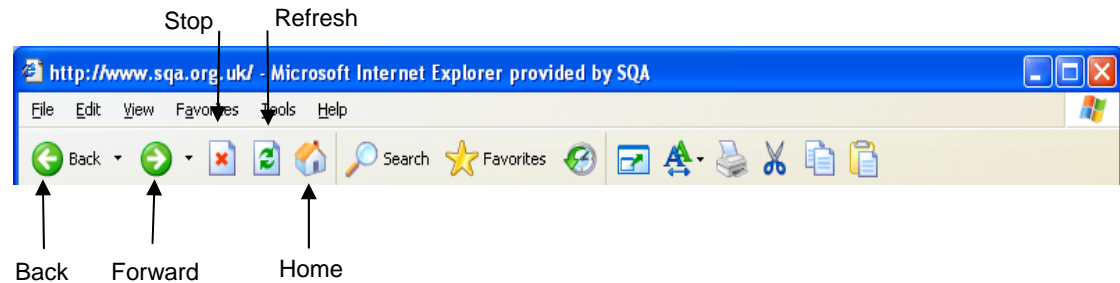 Stop Refresh
http://www.sqa.org.uk/ - Microsoft Internet Explorer provided by SQA
File Edit View Favorites Tools Help
Back Search Favorites
Back Forward Home